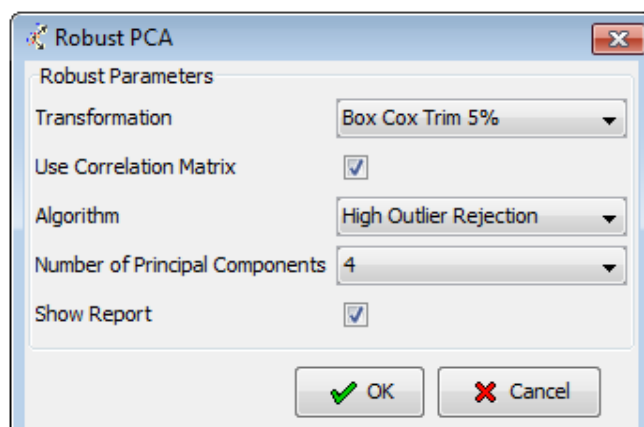 Robust PCA
Robust Parameters
Transformation Box Cox Trim 5%
Use Correlation Matrix
Algorithm High Outlier Rejection
Number of Principal Components 4
Show Report
OK Cancel